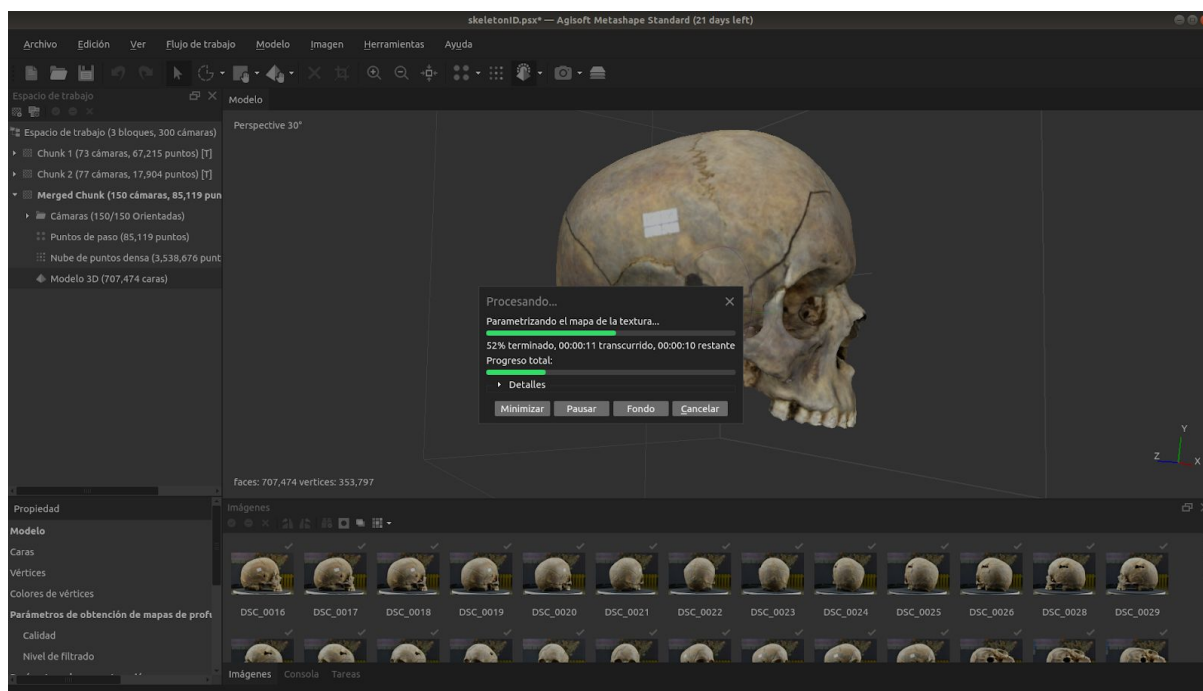 skeletonID.psx* — Agisoft Metashape Standard (21 days left)
Archivo Edición Ver Flujo de trabajo Modelo Imagen Herramientas Ayuda
Espacio de trabajo
Modelo
Espacio de trabajo (3 bloques, 300 cámaras)
Chunk 1 (73 cámaras, 67,215 puntos) [T]
Chunk 2 (77 cámaras, 17,904 puntos) [T]
Merged Chunk (150 cámaras, 85,119 pun
Cámaras (150/150 Orientadas)
Puntos de paso (85,119 puntos)
Nube de puntos densa (3,538,676 punt
Modelo 3D (707,474 caras)
Perspective 30°
Procesando...
Parametrizando el mapa de la textura...
52% terminado, 00:00:11 transcurrido, 00:00:10 restante
Progreso total:
Detalles
Minimizar Pausar Fondo Cancelar
Y
Z X
faces: 707,474 vertices: 353,797
Propiedad
Modelo
Caras
Vértices
Colores de vértices
Parámetros de obtención de mapas de profu
Calidad
Nivel de filtrado
Imágenes
DSC_0016 DSC_0017 DSC_0018 DSC_0019 DSC_0020 DSC_0021 DSC_0022 DSC_0023 DSC_0024 DSC_0025 DSC_0026 DSC_0028 DSC_0029
Imágenes Consola Tareas